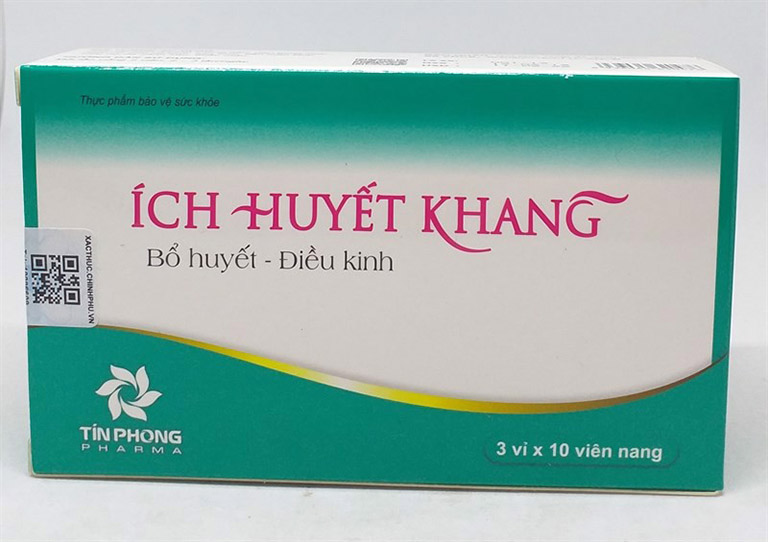 Thực phẩm bảo vệ sức khỏe
ÍCH HUYẾT KHANG
Bổ huyết - Điều kinh
XACTHUC.CHINHPHU.VN
TÍN PHONG
PHARMA
3 vỉ x 10 viên nang